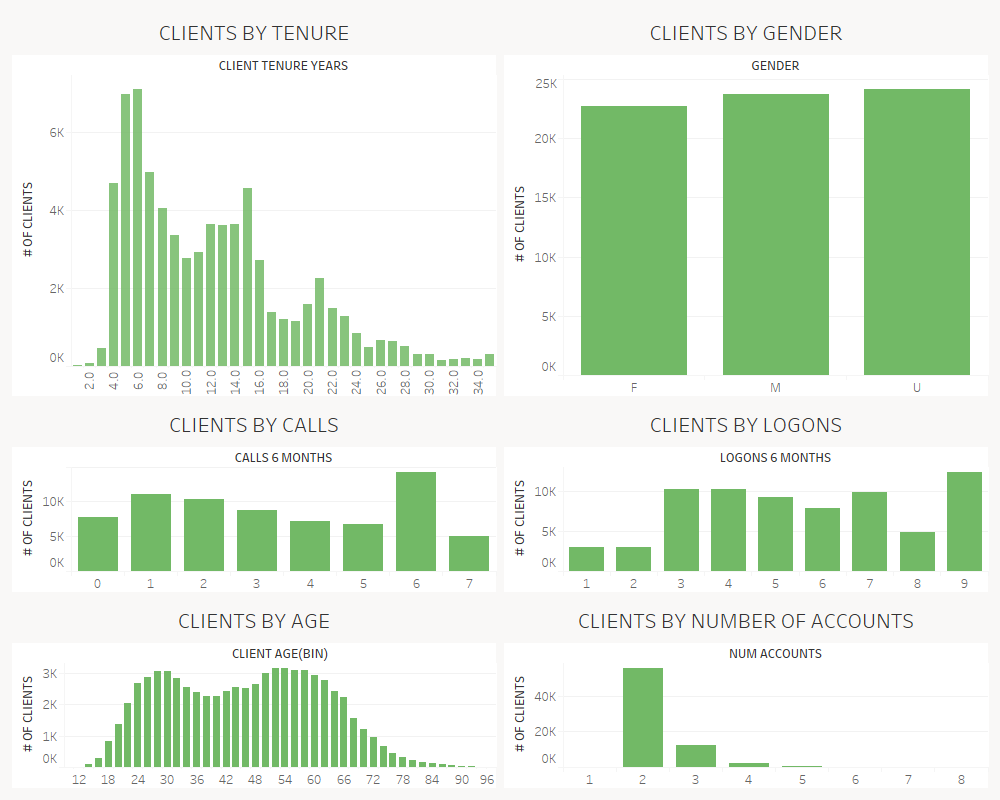 CLIENTS BY TENURE
CLIENT TENURE YEARS
# OF CLIENTS
6K
4K
2K
0K
2.0 4.0 6.0 8.0 10.0 12.0 14.0 16.0 18.0 20.0 22.0 24.0 26.0 28.0 30.0 32.0 34.0
CLIENTS BY GENDER
GENDER
# OF CLIENTS
25K
20K
15K
10K
5K
0K
F M U
CLIENTS BY CALLS
CALLS 6 MONTHS
# OF CLIENTS
10K
5K
0K
0 1 2 3 4 5 6 7
CLIENTS BY LOGONS
LOGONS 6 MONTHS
# OF CLIENTS
10K
5K
0K
1 2 3 4 5 6 7 8 9
CLIENTS BY AGE
CLIENT AGE(BIN)
# OF CLIENTS
3K
2K
1K
0K
12 18 24 30 36 42 48 54 60 66 72 78 84 90 96
CLIENTS BY NUMBER OF ACCOUNTS
NUM ACCOUNTS
# OF CLIENTS
40K
20K
0K
1 2 3 4 5 6 7 8